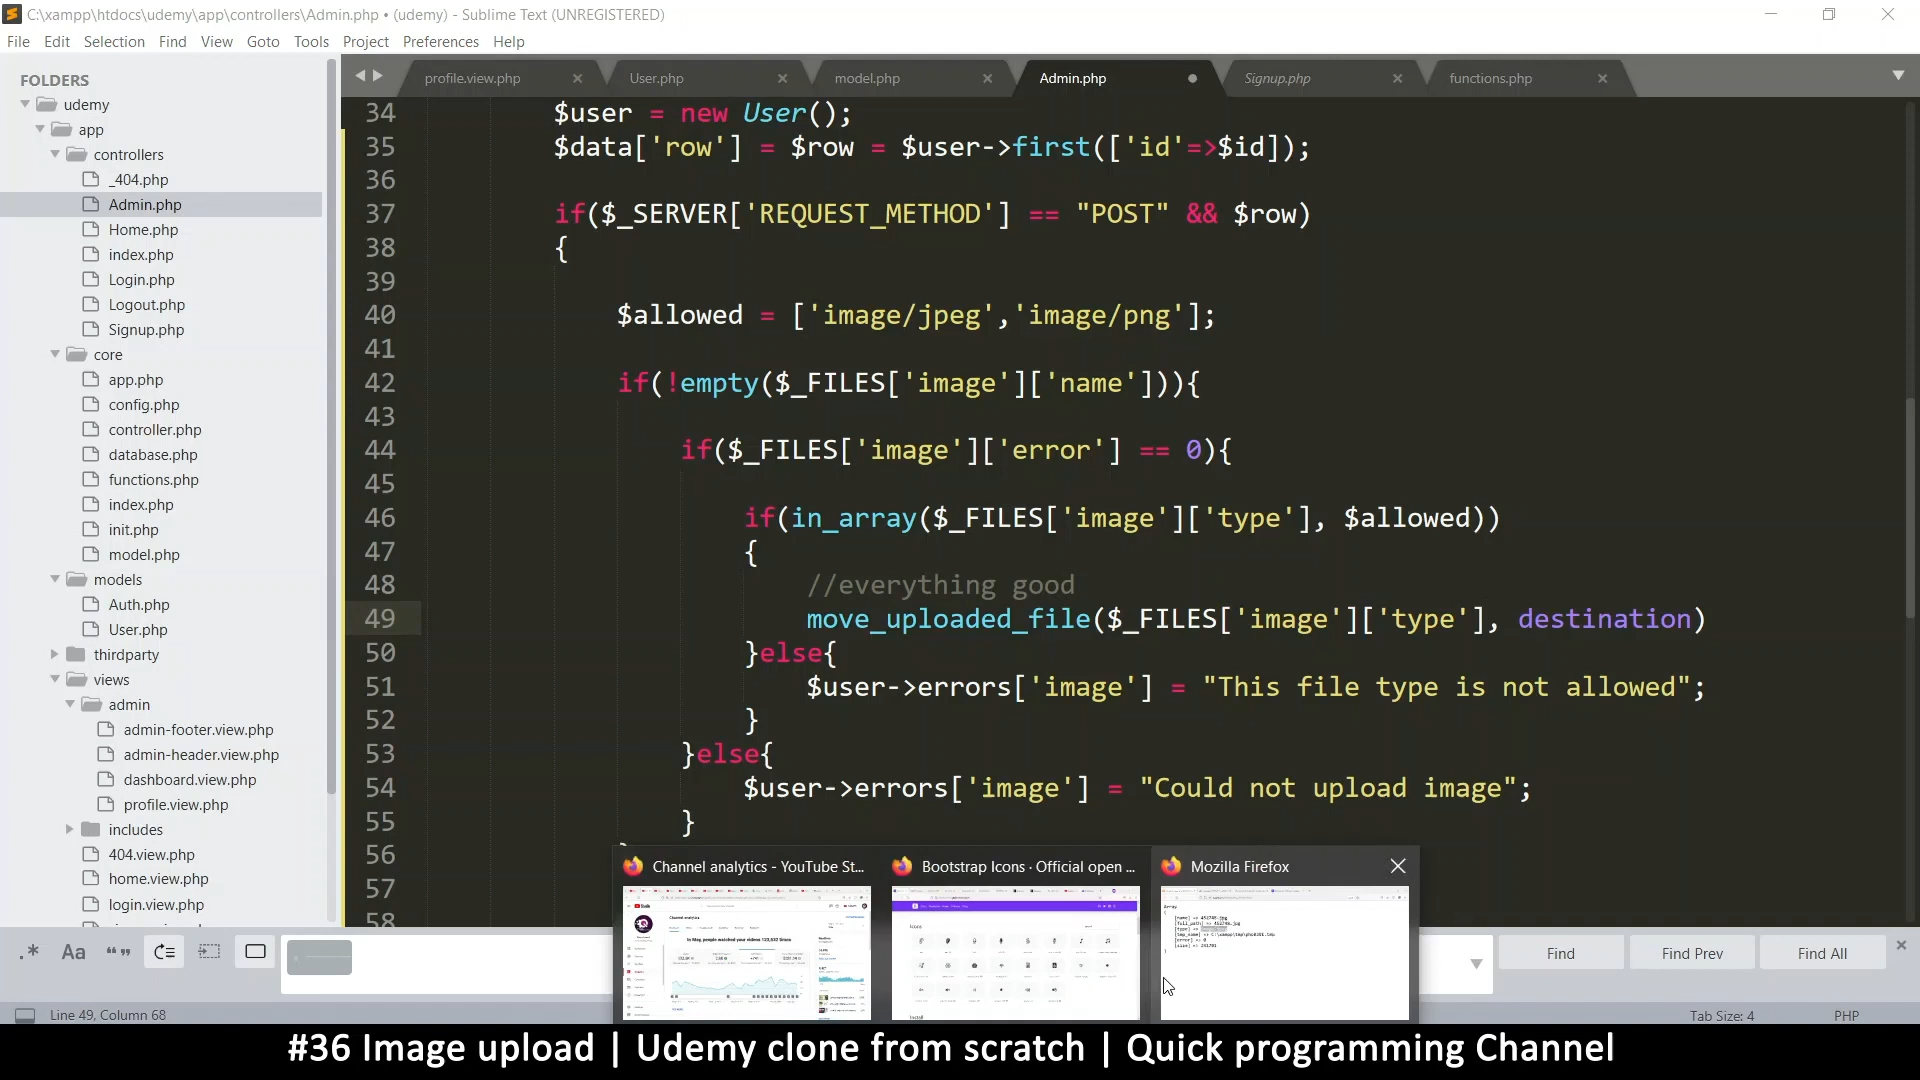 C:\xampp\htdocs\udemy\app\controllers\Admin.php • (udemy) - Sublime Text (UNREGISTERED)
File Edit Selection Find View Goto Tools Project Preferences Help
FOLDERS
udemy
app
controllers
_404.php
Admin.php
Home.php
index.php
Login.php
Logout.php
Signup.php
core
app.php
config.php
controller.php
database.php
functions.php
index.php
init.php
model.php
models
Auth.php
User.php
thirdparty
views
admin
admin-footer.view.php
admin-header.view.php
dashboard.view.php
profile.view.php
includes
404.view.php
home.view.php
login.view.php
profile.view.php User.php model.php Admin.php Signup.php functions.php
34 $user = new User();
35 $data['row'] = $row = $user->first(['id'=>$id]);
36
37 if($_SERVER['REQUEST_METHOD'] == "POST" && $row)
38 {
39
40 $allowed = ['image/jpeg','image/png'];
41
42 if(!empty($_FILES['image']['name'])){
43
44 if($_FILES['image']['error'] == 0){
45
46 if(in_array($_FILES['image']['type'], $allowed))
47 {
48 //everything good
49 move_uploaded_file($_FILES['image']['type'], destination)
50 }else{
51 $user->errors['image'] = "This file type is not allowed";
52 }
53 }else{
54 $user->errors['image'] = "Could not upload image";
55 }
56
57
58
Channel analytics - YouTube St... Bootstrap Icons · Official open ... Mozilla Firefox
.* Aa “ ” Find Find Prev Find All
Line 49, Column 68 Tab Size: 4 PHP
#36 Image upload | Udemy clone from scratch | Quick programming Channel